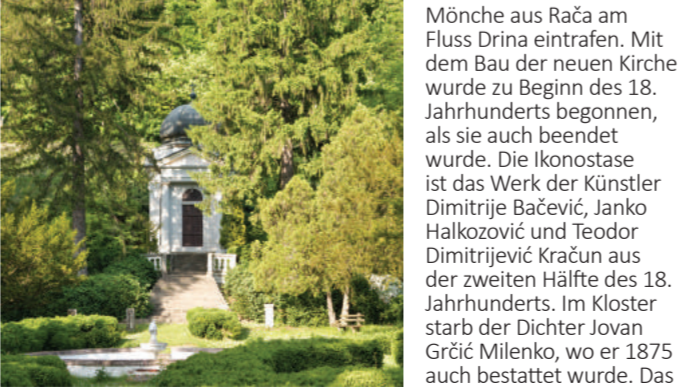 Mönche aus Rača am
Fluss Drina eintrafen. Mit
dem Bau der neuen Kirche
wurde zu Beginn des 18.
Jahrhunderts begonnen,
als sie auch beendet
wurde. Die Ikonostase
ist das Werk der Künstler
Dimitrije Bačević, Janko
Halkozović und Teodor
Dimitrijević Kračun aus
der zweiten Hälfte des 18.
Jahrhunderts. Im Kloster
starb der Dichter Jovan
Grčić Milenko, wo er 1875
auch bestattet wurde. Das